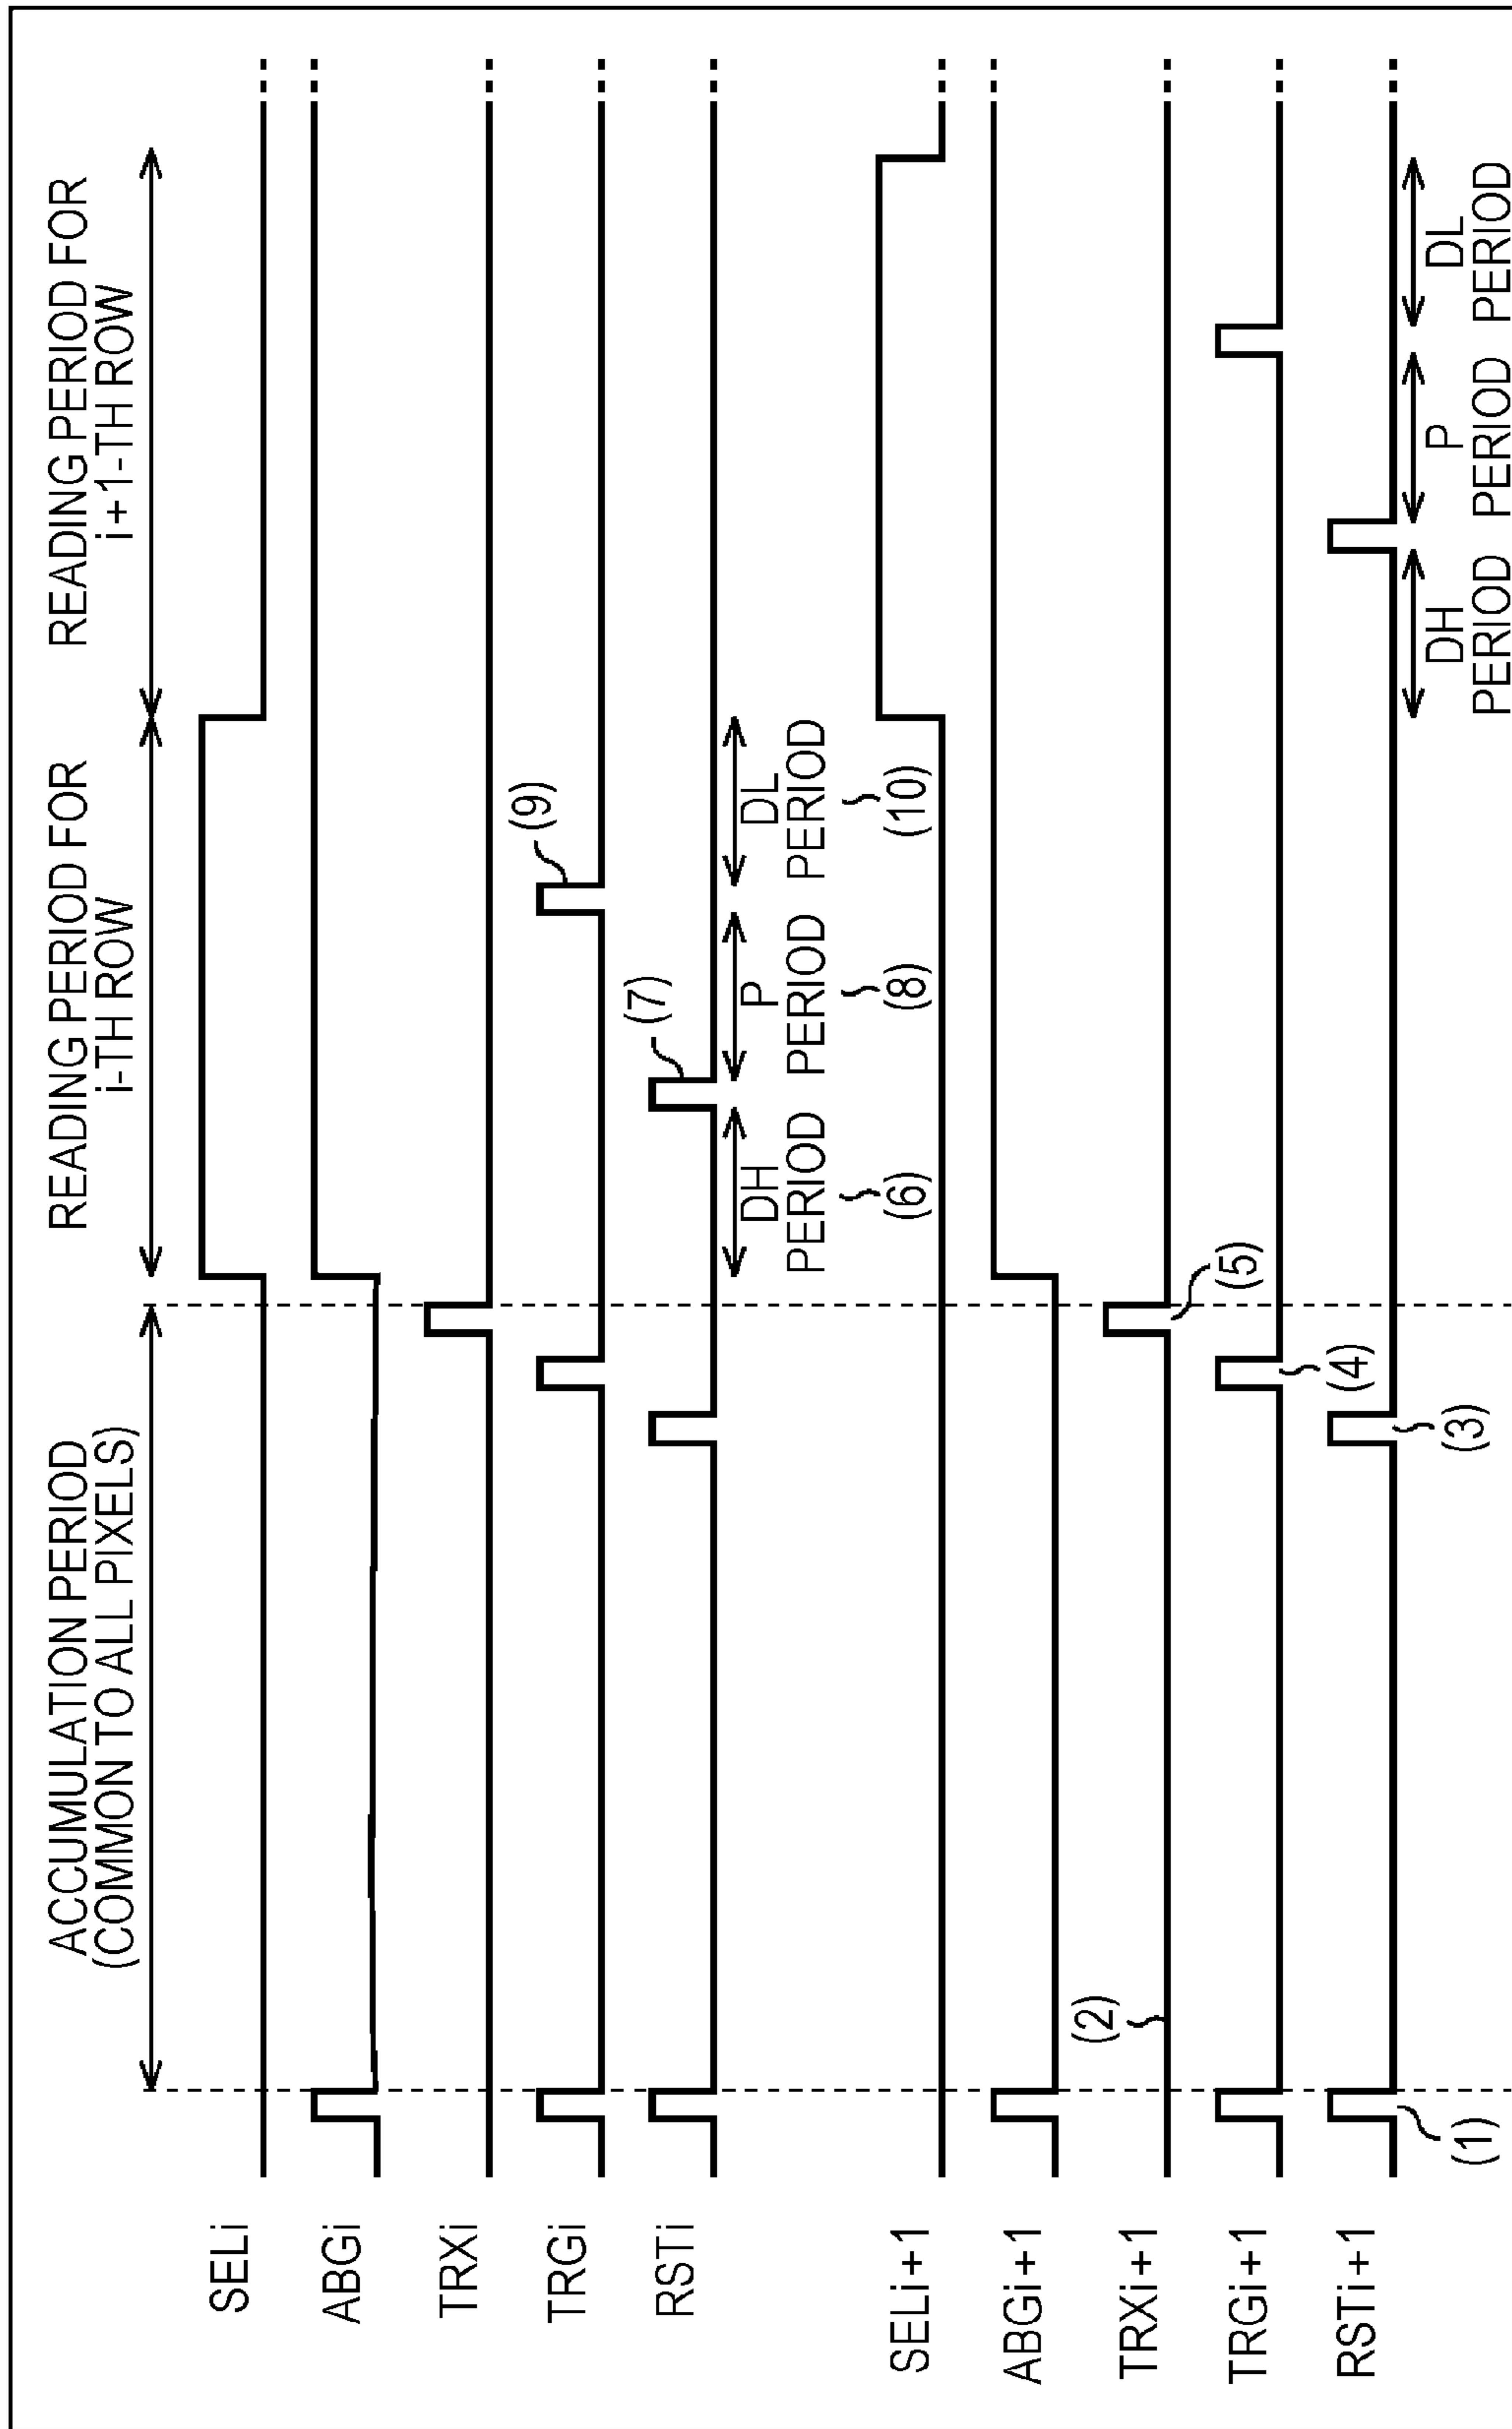 ACCUMULATION PERIOD
(COMMON TO ALL PIXELS)
READING PERIOD FOR
i-TH ROW
READING PERIOD FOR
i+1-TH ROW
SELi
ABGi
TRXi
TRGi
(9)
RSTi
(7)
DH
PERIOD
P
PERIOD
DL
PERIOD
(6)
(8)
(10)
SELi+1
ABGi+1
TRXi+1
(2)
(5)
TRGi+1
(4)
RSTi+1
(1)
(3)
DH
PERIOD
P
PERIOD
DL
PERIOD